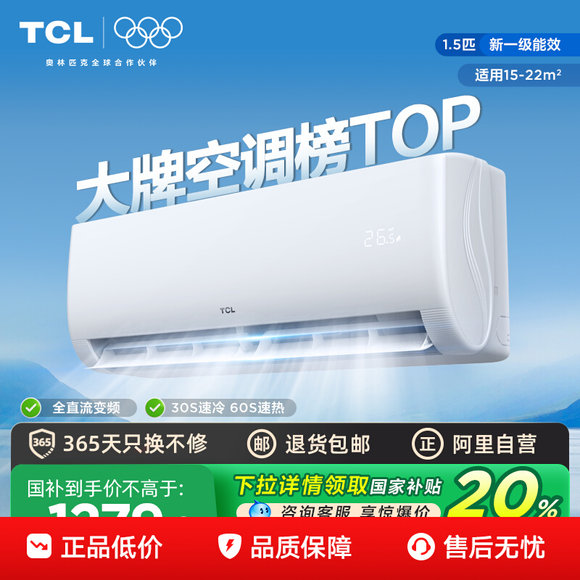 TCL
奥林匹克全球合作伙伴
1.5匹 新一级能效
适用15-22m²
大牌空调榜TOP
26.5
TCL
全直流变频
30S速冷 60S速热
365 365天只换不修
邮 退货包邮
正 阿里自营
国补到手价不高于:
下拉详情领取国家补贴
咨询客服 享惊爆价
20%
正品低价
品质保障
售后无忧